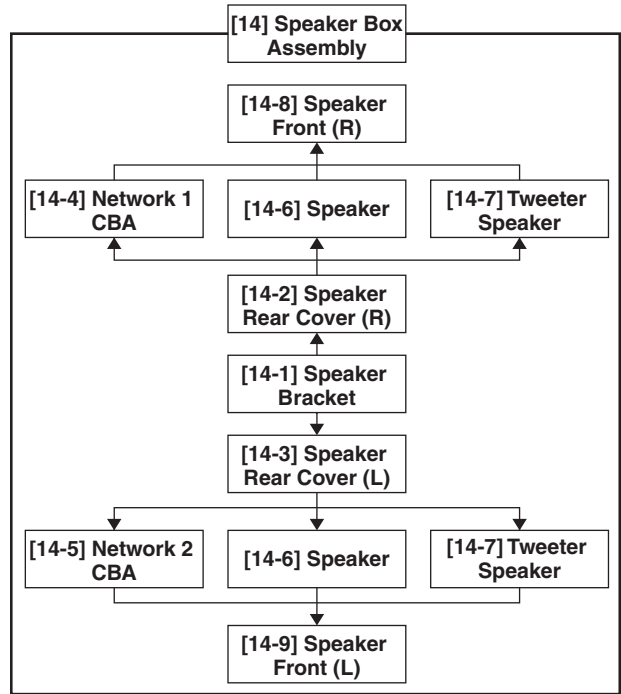 [14] Speaker Box
Assembly
[14-8] Speaker
Front (R)
[14-4] Network 1
CBA
[14-6] Speaker
[14-7] Tweeter
Speaker
[14-2] Speaker
Rear Cover (R)
[14-1] Speaker
Bracket
[14-3] Speaker
Rear Cover (L)
[14-5] Network 2
CBA
[14-6] Speaker
[14-7] Tweeter
Speaker
[14-9] Speaker
Front (L)